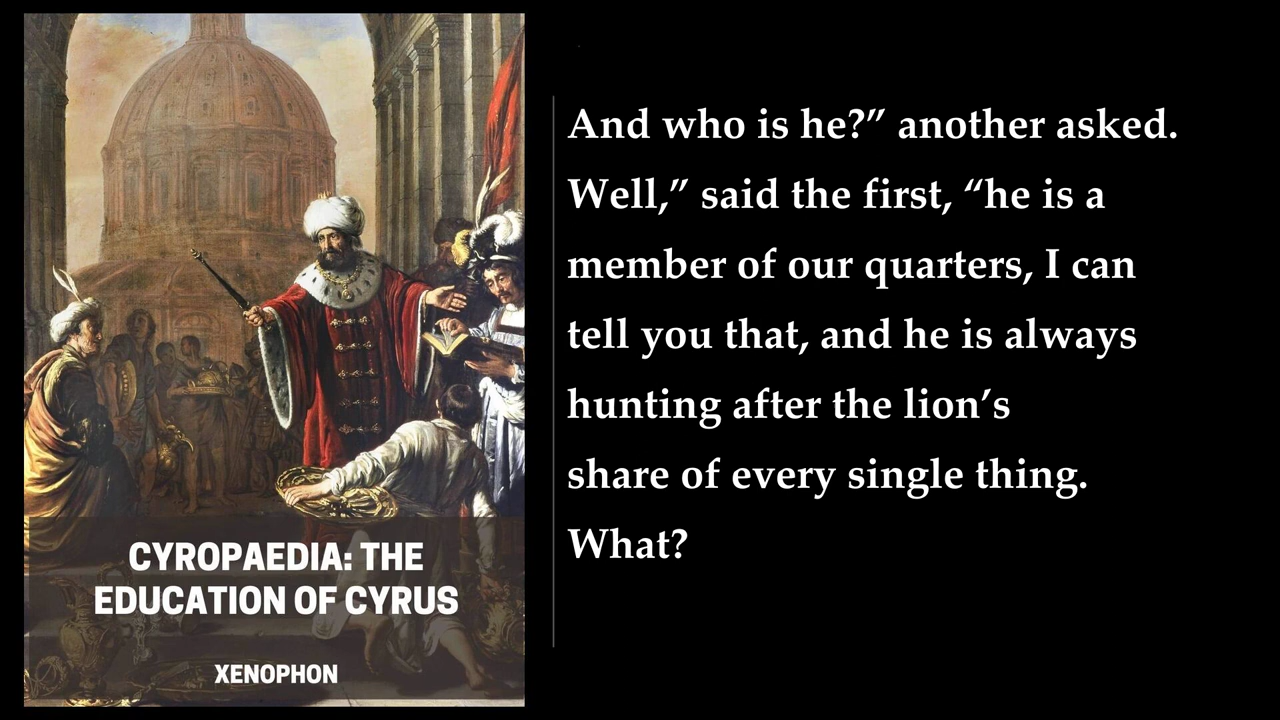 And who is he?” another asked.
Well,” said the first, “he is a
member of our quarters, I can
tell you that, and he is always
hunting after the lion’s
share of every single thing.
What?
CYROPAEDIA: THE
EDUCATION OF CYRUS
XENOPHON